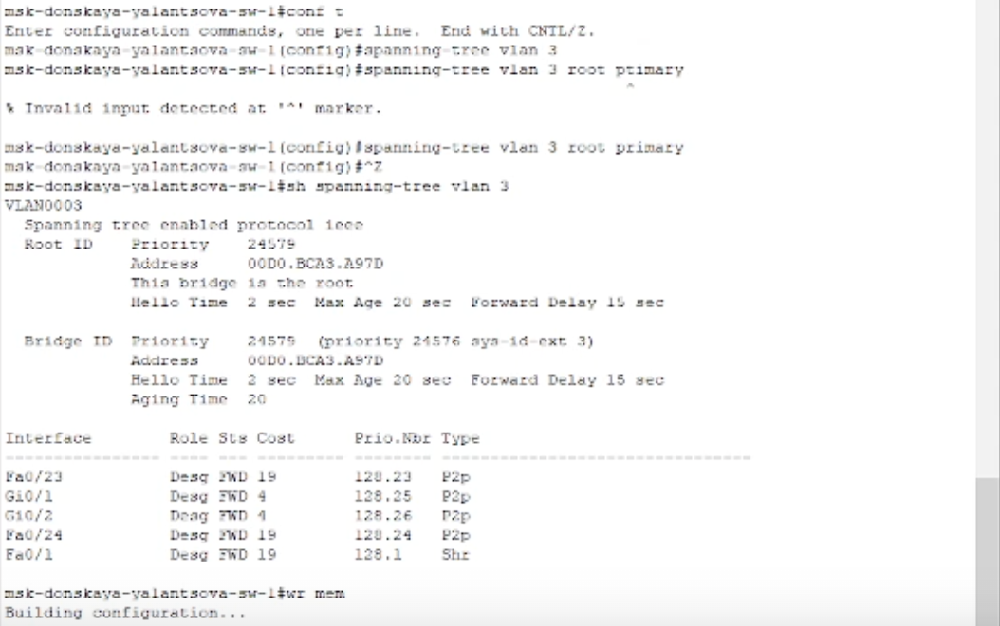 msk-donskaya-yalantsova-sw-1#conf t
Enter configuration commands, one per line.  End with CNTL/Z.
msk-donskaya-yalantsova-sw-1(config)#spanning-tree vlan 3
msk-donskaya-yalantsova-sw-1(config)#spanning-tree vlan 3 root ptimary
^
% Invalid input detected at '^' marker.
msk-donskaya-yalantsova-sw-1(config)#spanning-tree vlan 3 root primary
msk-donskaya-yalantsova-sw-1(config)#^Z
msk-donskaya-yalantsova-sw-1#sh spanning-tree vlan 3
VLAN0003
  Spanning tree enabled protocol ieee
  Root ID    Priority    24579
             Address     00D0.BCA3.A97D
             This bridge is the root
             Hello Time  2 sec  Max Age 20 sec  Forward Delay 15 sec
  Bridge ID  Priority    24579  (priority 24576 sys-id-ext 3)
             Address     00D0.BCA3.A97D
             Hello Time  2 sec  Max Age 20 sec  Forward Delay 15 sec
             Aging Time  20
Interface        Role Sts Cost      Prio.Nbr Type
---------------- ---- --- --------- -------- --------------------------------
Fa0/23           Desg FWD 19        128.23   P2p
Gi0/1            Desg FWD 4         128.25   P2p
Gi0/2            Desg FWD 4         128.26   P2p
Fa0/24           Desg FWD 19        128.24   P2p
Fa0/1            Desg FWD 19        128.1    Shr
msk-donskaya-yalantsova-sw-1#wr mem
Building configuration...